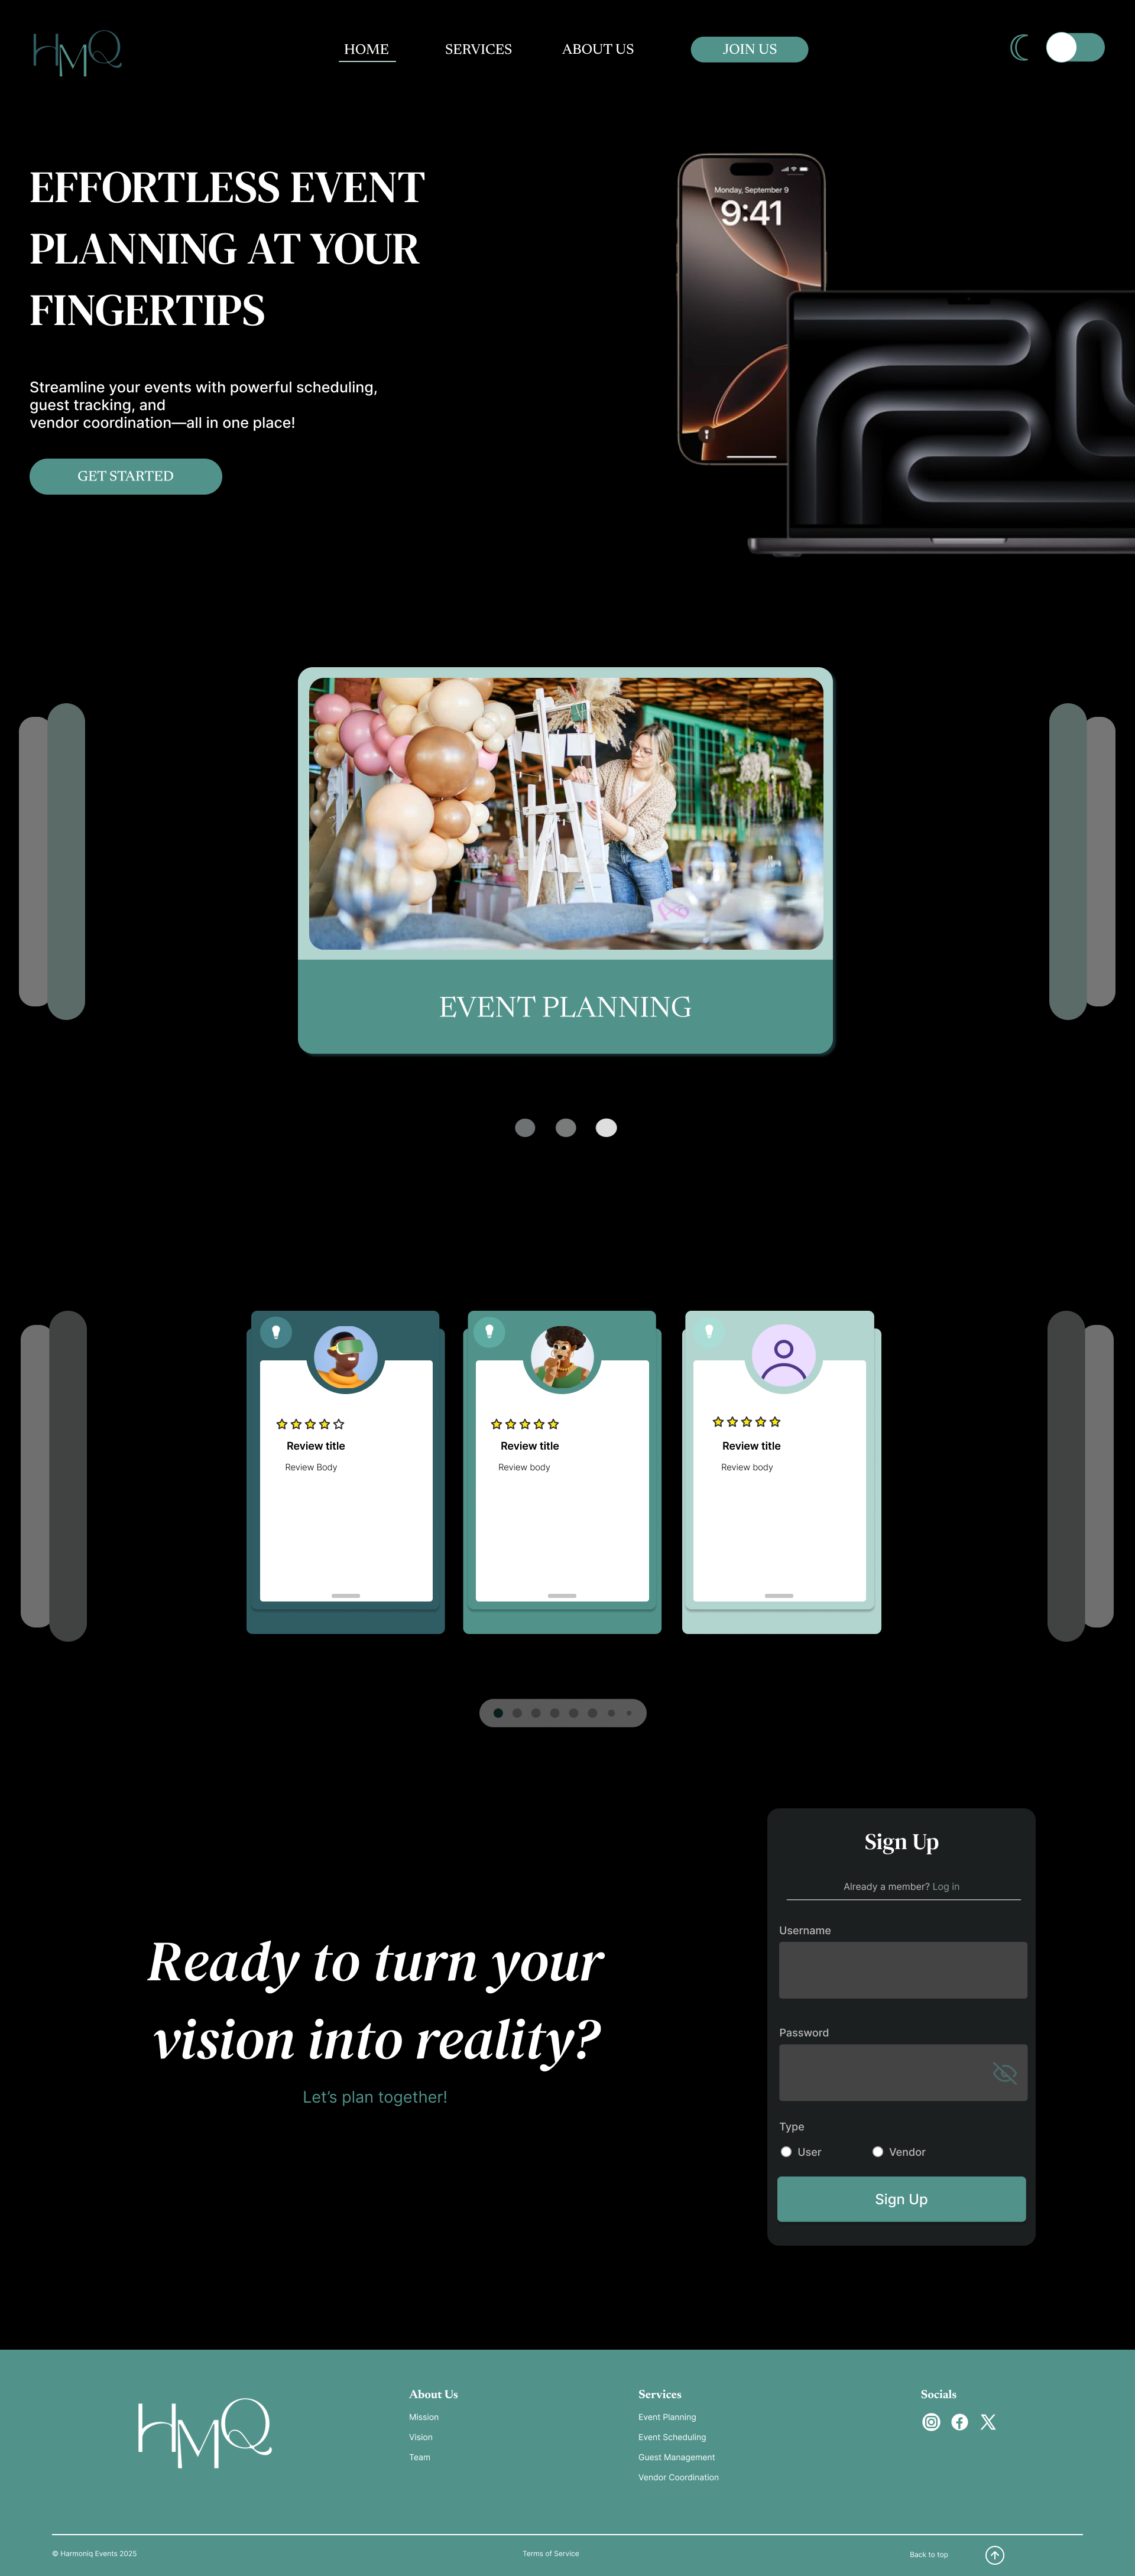 HMQ
HOME
SERVICES
ABOUT US
JOIN US
EFFORTLESS EVENT
PLANNING AT YOUR
FINGERTIPS
Monday, September 9
9:41
Streamline your events with powerful scheduling,
guest tracking, and
vendor coordination—all in one place!
GET STARTED
EVENT PLANNING
Review title
Review Body
Review title
Review body
Review title
Review body
Ready to turn your
vision into reality?
Let's plan together!
Sign Up
Already a member? Log in
Username
Password
Type
User
Vendor
Sign Up
HMQ
About Us
Mission
Vision
Team
Services
Event Planning
Event Scheduling
Guest Management
Vendor Coordination
Socials
© Harmoniq Events 2025
Terms of Service
Back to top